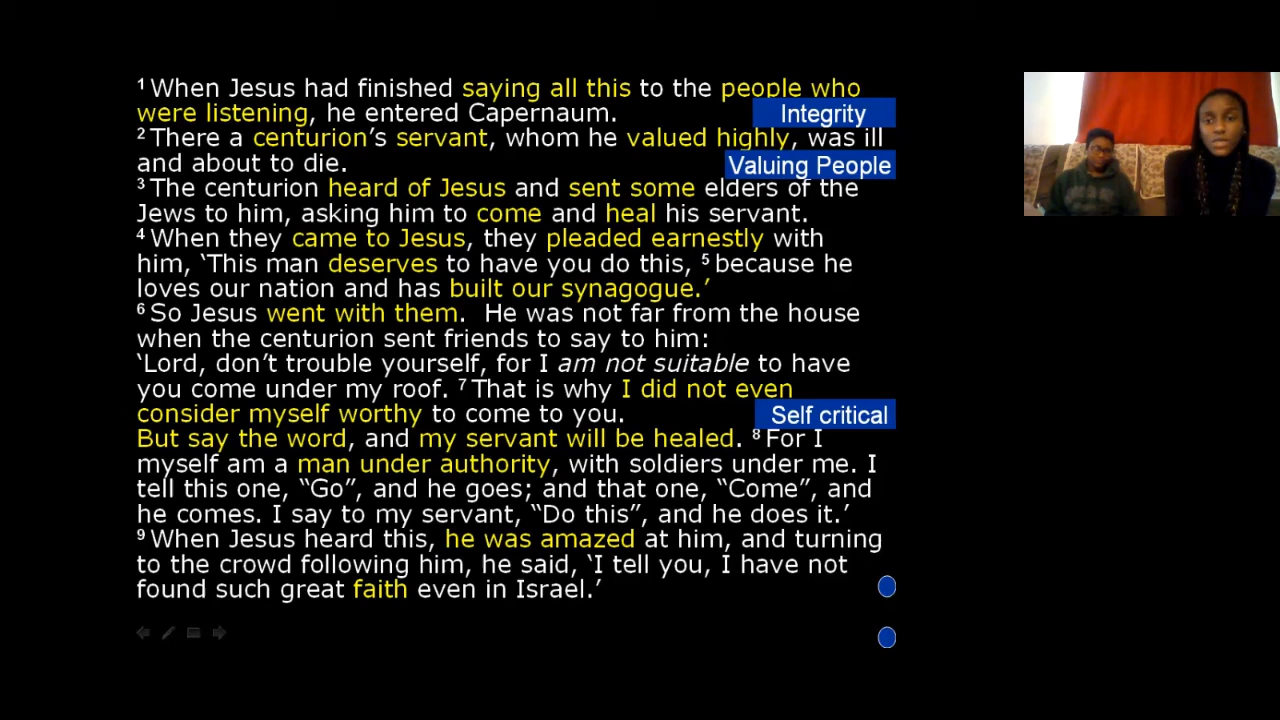 ¹When Jesus had finished saying all this to the people who
were listening, he entered Capernaum.
Integrity
²There a centurion’s servant, whom he valued highly, was ill
and about to die.
Valuing People
³The centurion heard of Jesus and sent some elders of the
Jews to him, asking him to come and heal his servant.
⁴When they came to Jesus, they pleaded earnestly with
him, ‘This man deserves to have you do this, ⁵because he
loves our nation and has built our synagogue.’
⁶So Jesus went with them. He was not far from the house
when the centurion sent friends to say to him:
‘Lord, don’t trouble yourself, for I am not suitable to have
you come under my roof. ⁷That is why I did not even
consider myself worthy to come to you.
Self critical
But say the word, and my servant will be healed. ⁸For I
myself am a man under authority, with soldiers under me. I
tell this one, “Go”, and he goes; and that one, “Come”, and
he comes. I say to my servant, “Do this”, and he does it.’
⁹When Jesus heard this, he was amazed at him, and turning
to the crowd following him, he said, ‘I tell you, I have not
found such great faith even in Israel.’